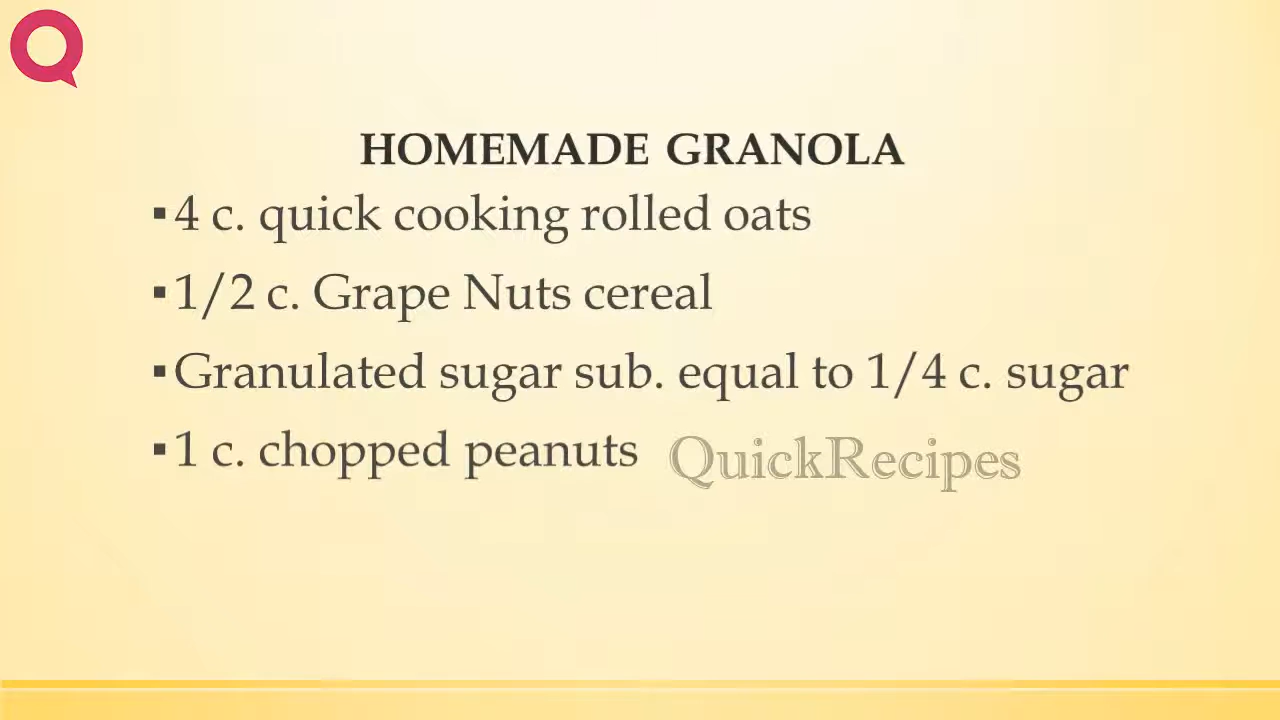 HOMEMADE GRANOLA
▪4 c. quick cooking rolled oats
▪1/2 c. Grape Nuts cereal
▪Granulated sugar sub. equal to 1/4 c. sugar
▪1 c. chopped peanuts
QuickRecipes